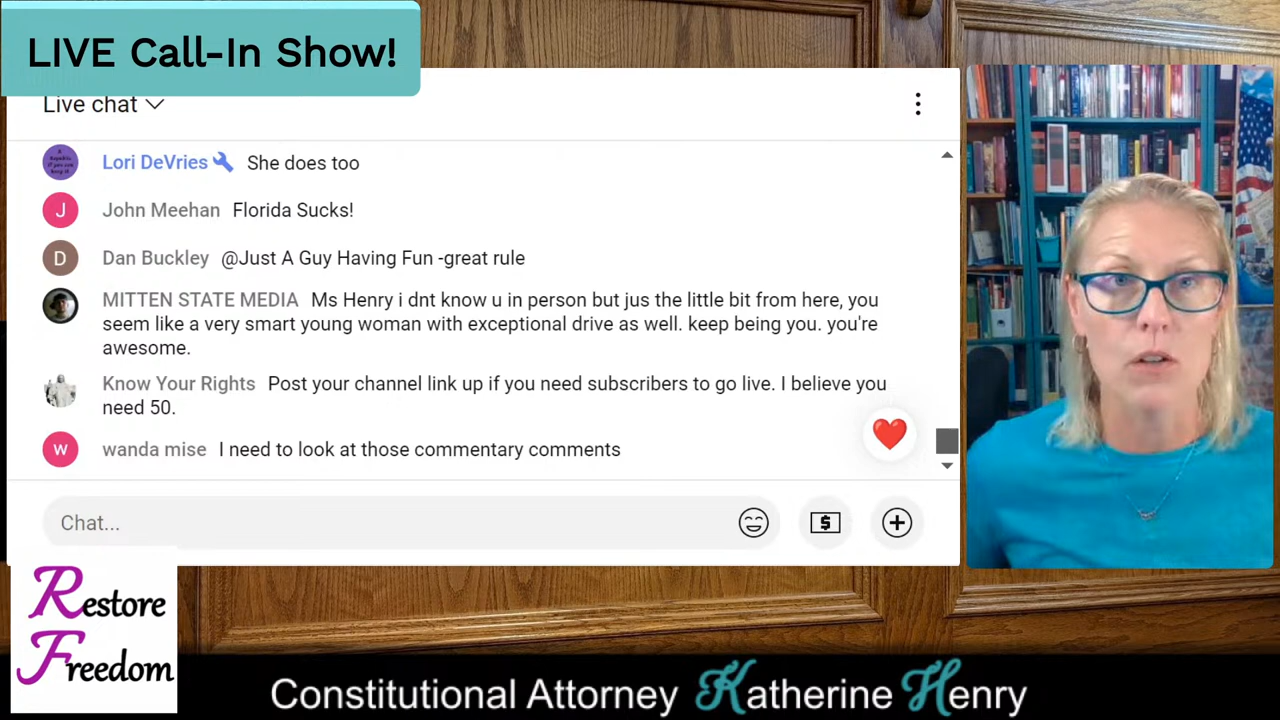 LIVE Call-In Show!
Live chat
Lori DeVries She does too
J John Meehan Florida Sucks!
D Dan Buckley @Just A Guy Having Fun -great rule
MITTEN STATE MEDIA Ms Henry i dnt know u in person but jus the little bit from here, you
seem like a very smart young woman with exceptional drive as well. keep being you. you're
awesome.
Know Your Rights Post your channel link up if you need subscribers to go live. I believe you
need 50.
w wanda mise I need to look at those commentary comments
Chat...
$
Restore
Freedom
Constitutional Attorney Katherine Henry